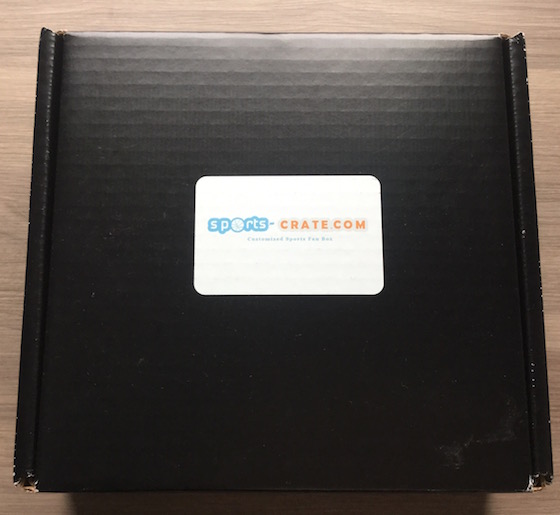 sports- CRATE.COM
Customized Sports Fan Box